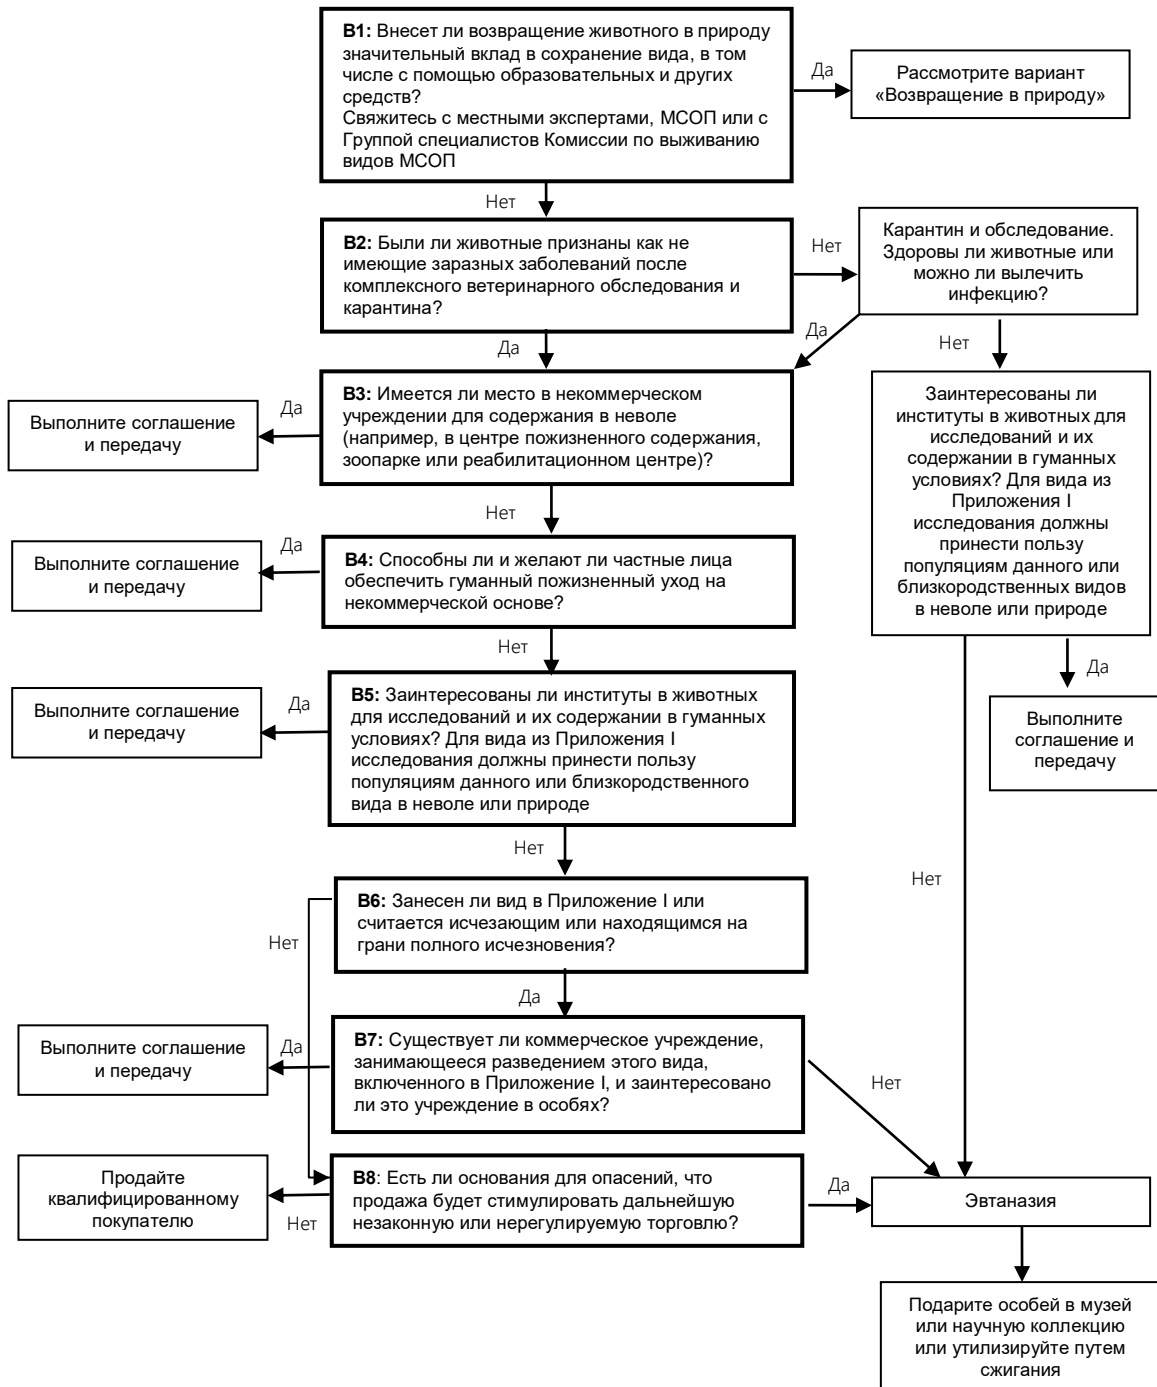 В1: Внесет ли возвращение животного в природу
значительный вклад в сохранение вида, в том
числе с помощью образовательных и других
средств?
Свяжитесь с местными экспертами, МСОП или с
Группой специалистов Комиссии по выживанию
видов МСОП
Да
Рассмотрите вариант
«Возвращение в природу»
Нет
В2: Были ли животные признаны как не
имеющие заразных заболеваний после
комплексного ветеринарного обследования и
карантина?
Нет
Карантин и обследование.
Здоровы ли животные или
можно ли вылечить
инфекцию?
Да
Да
Нет
В3: Имеется ли место в некоммерческом
учреждении для содержания в неволе
(например, в центре пожизненного содержания,
зоопарке или реабилитационном центре)?
Да
Выполните соглашение
и передачу
Заинтересованы ли
институты в животных для
исследований и их
содержании в гуманных
условиях? Для вида из
Приложения I
исследования должны
принести пользу
популяциям данного или
близкородственных видов
в неволе или природе
Нет
В4: Способны ли и желают ли частные лица
обеспечить гуманный пожизненный уход на
некоммерческой основе?
Да
Выполните соглашение
и передачу
Нет
Да
Выполните
соглашение и
передачу
В5: Заинтересованы ли институты в животных
для исследований и их содержании в гуманных
условиях? Для вида из Приложения I
исследования должны принести пользу
популяциям данного или близкородственного
вида в неволе или природе
Да
Выполните соглашение
и передачу
Нет
Нет
В6: Занесен ли вид в Приложение I или
считается исчезающим или находящимся на
грани полного исчезновения?
Нет
Да
В7: Существует ли коммерческое учреждение,
занимающееся разведением этого вида,
включенного в Приложение I, и заинтересовано
ли это учреждение в особях?
Да
Выполните соглашение
и передачу
Нет
В8: Есть ли основания для опасений, что
продажа будет стимулировать дальнейшую
незаконную или нерегулируемую торговлю?
Нет
Продайте
квалифицированному
покупателю
Да
Эвтаназия
Подарите особей в музей
или научную коллекцию
или утилизируйте путем
сжигания